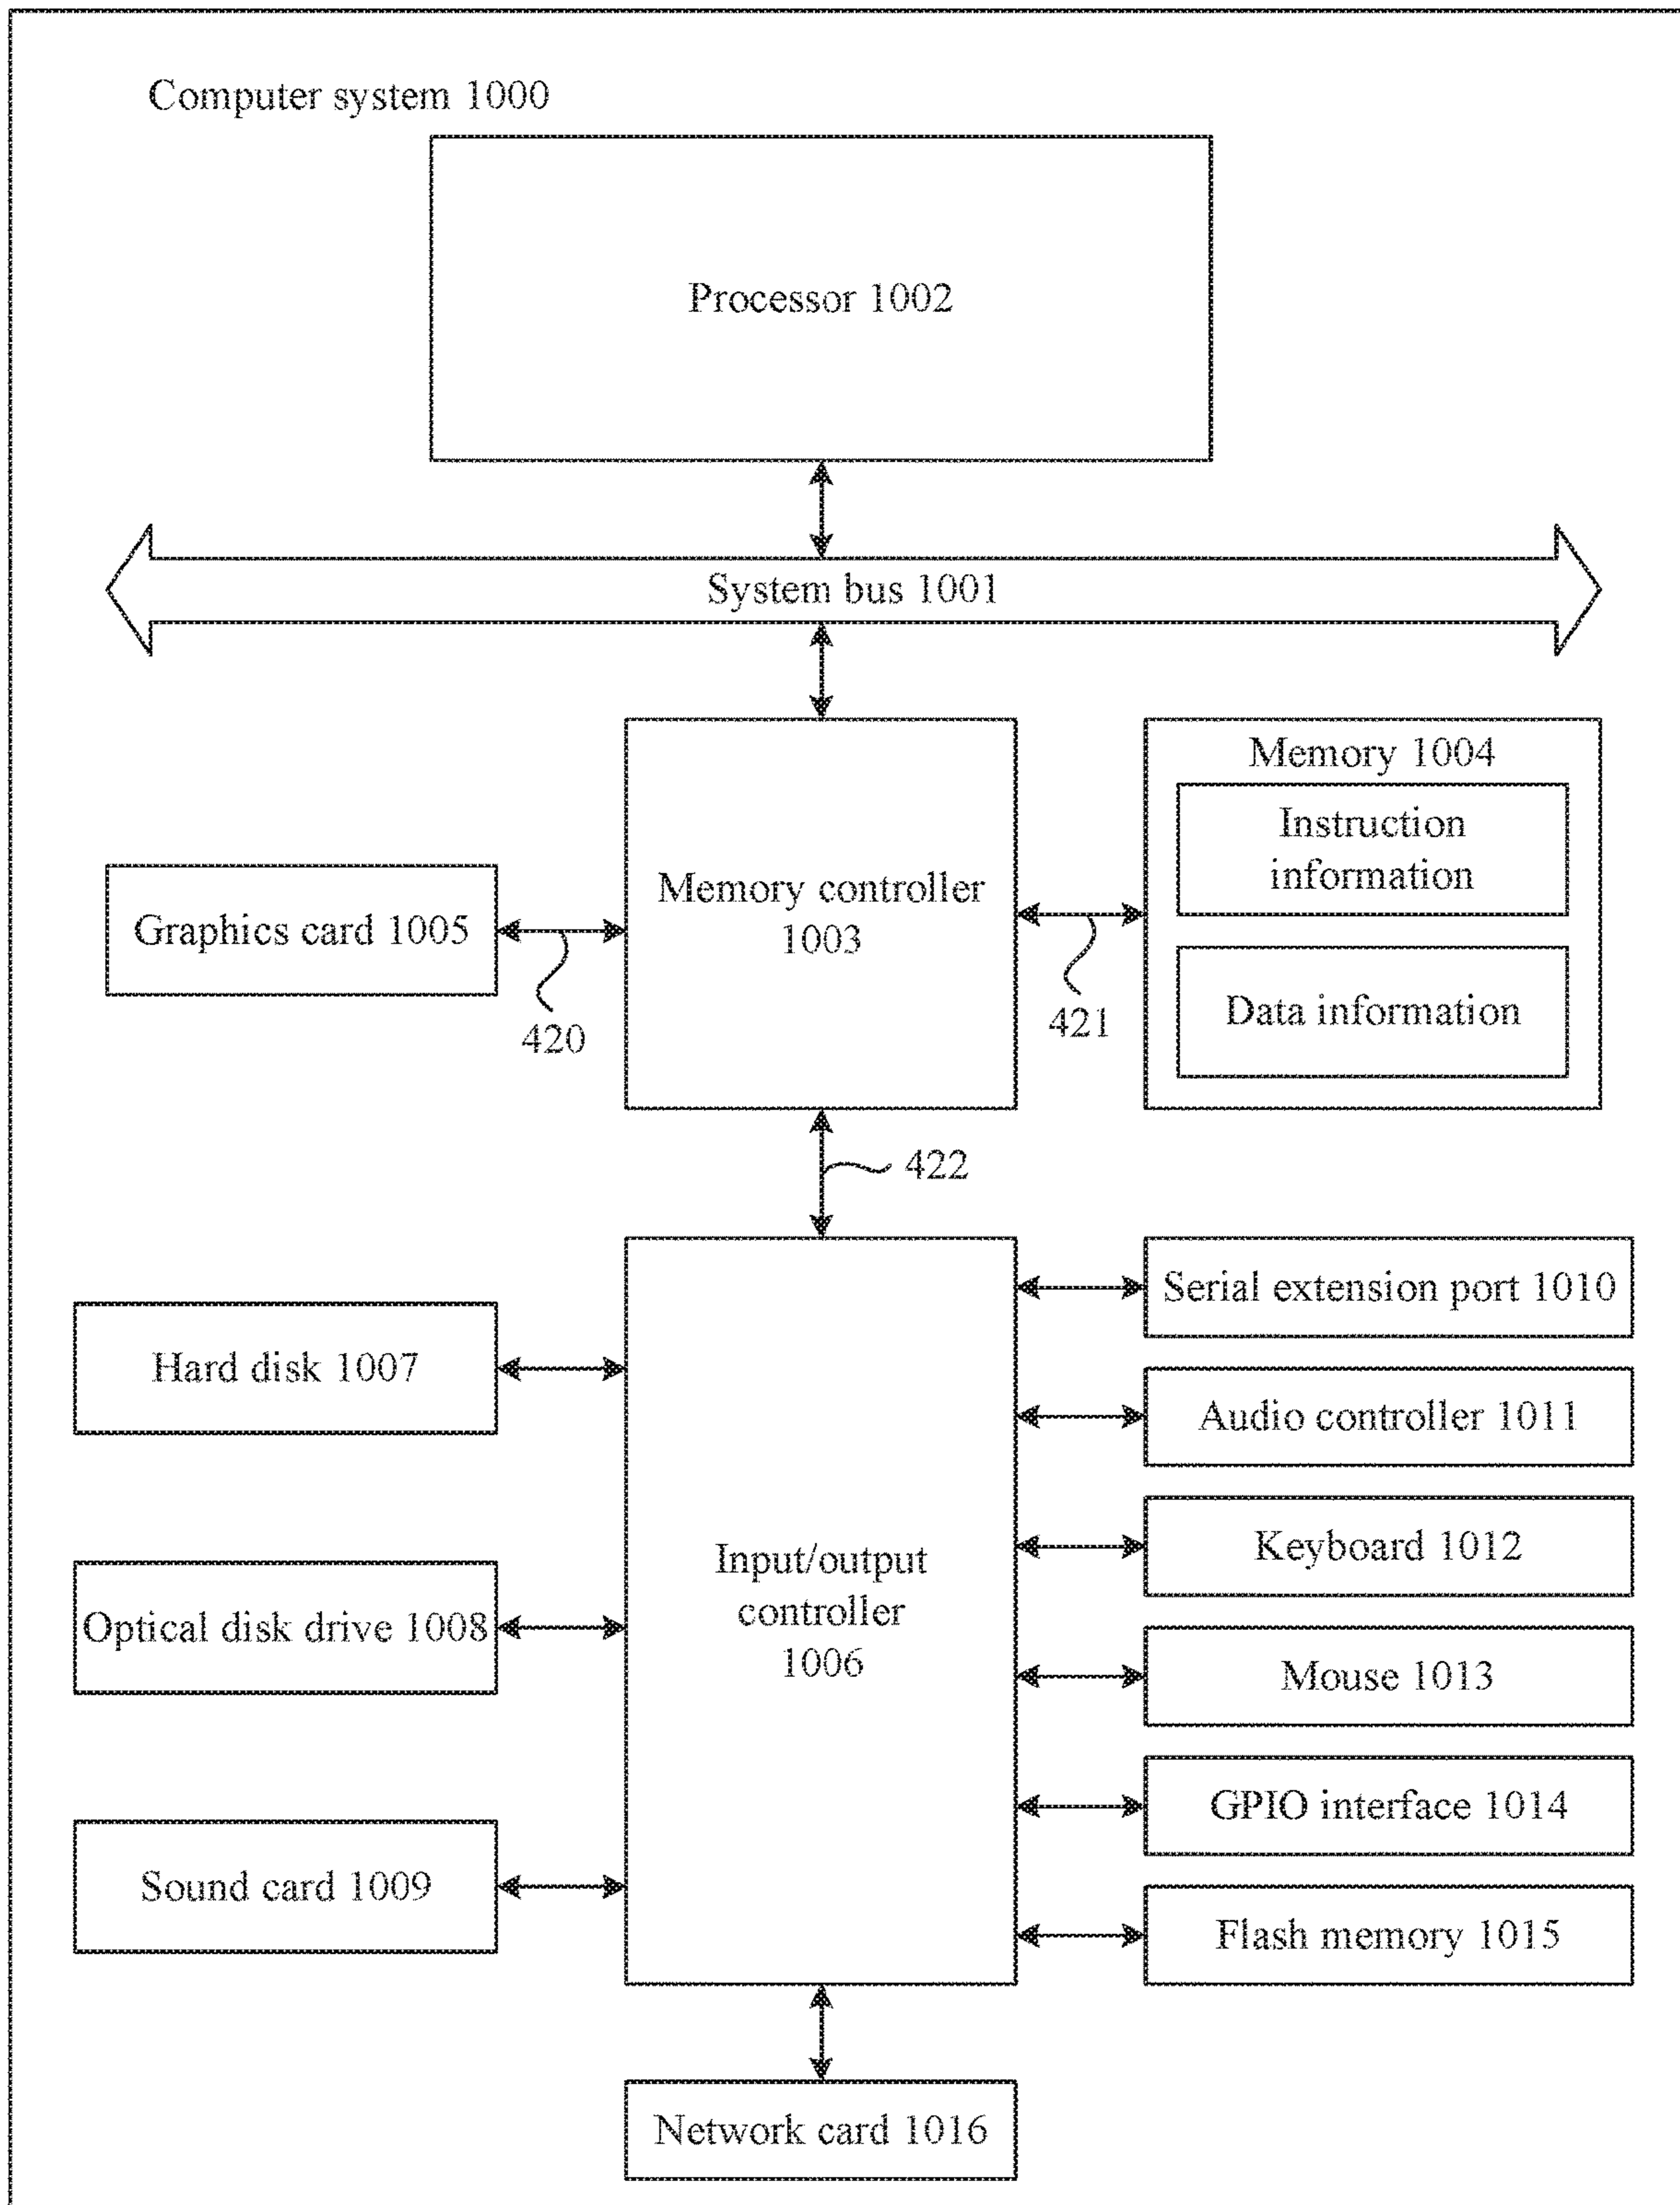 Computer system 1000
Processor 1002
System bus 1001
Memory 1004
Instruction
information
Memory controller
1003
Graphics card 1005
Data information
420
421
422
Serial extension port 1010
Hard disk 1007
Audio controller 1011
Keyboard 1012
Input/output
controller
1006
Optical disk drive 1008
Mouse 1013
GPIO interface 1014
Sound card 1009
Flash memory 1015
Network card 1016